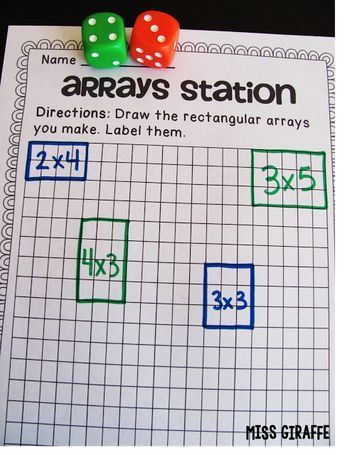 Name
arrays station
Directions: Draw the rectangular arrays
you make. Label them.
2x4
3x5
4x3
3x3
MISS GIRAFFE